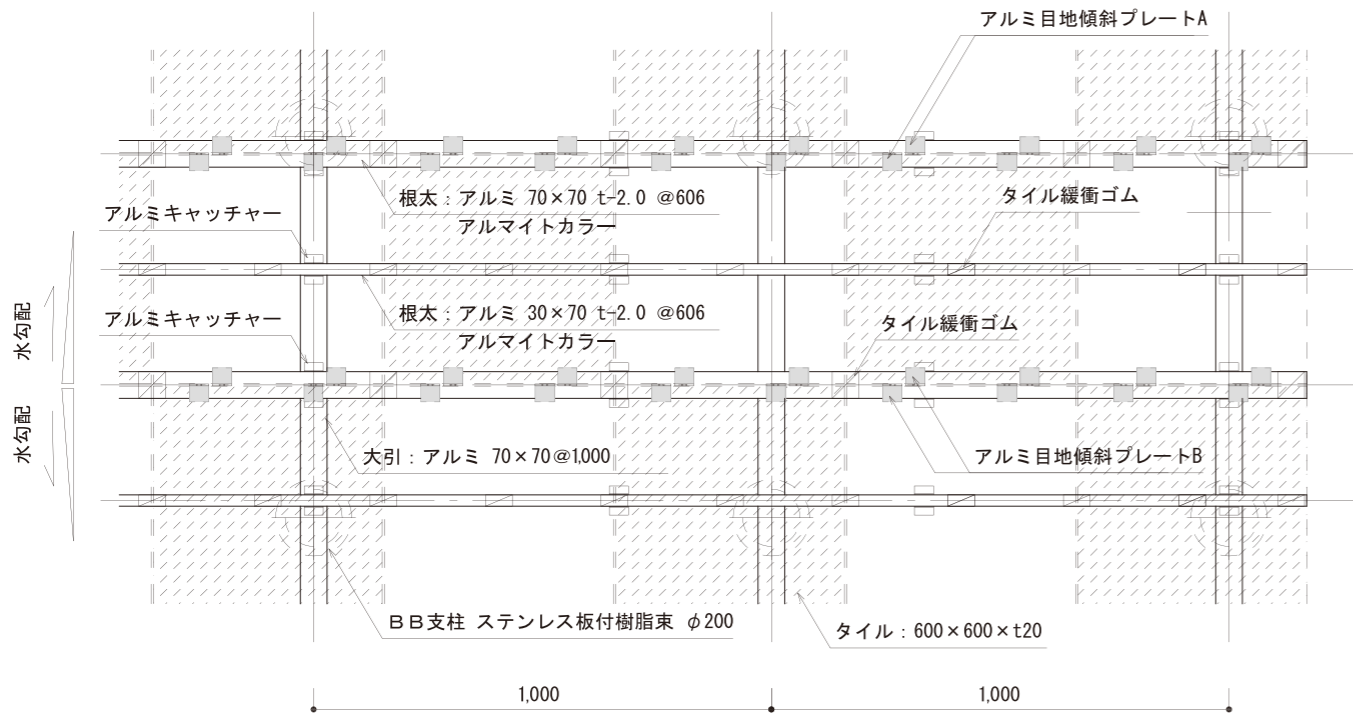 アルミ目地傾斜プレートA
根太：アルミ 70×70 t-2.0 @606
アルマイトカラー
タイル緩衝ゴム
アルミキャッチャー
根太：アルミ 30×70 t-2.0 @606
アルマイトカラー
アルミキャッチャー
タイル緩衝ゴム
水勾配
水勾配
大引：アルミ 70×70@1,000
アルミ目地傾斜プレートB
ＢＢ支柱 ステンレス板付樹脂束 φ200
タイル：600×600×t20
1,000
1,000